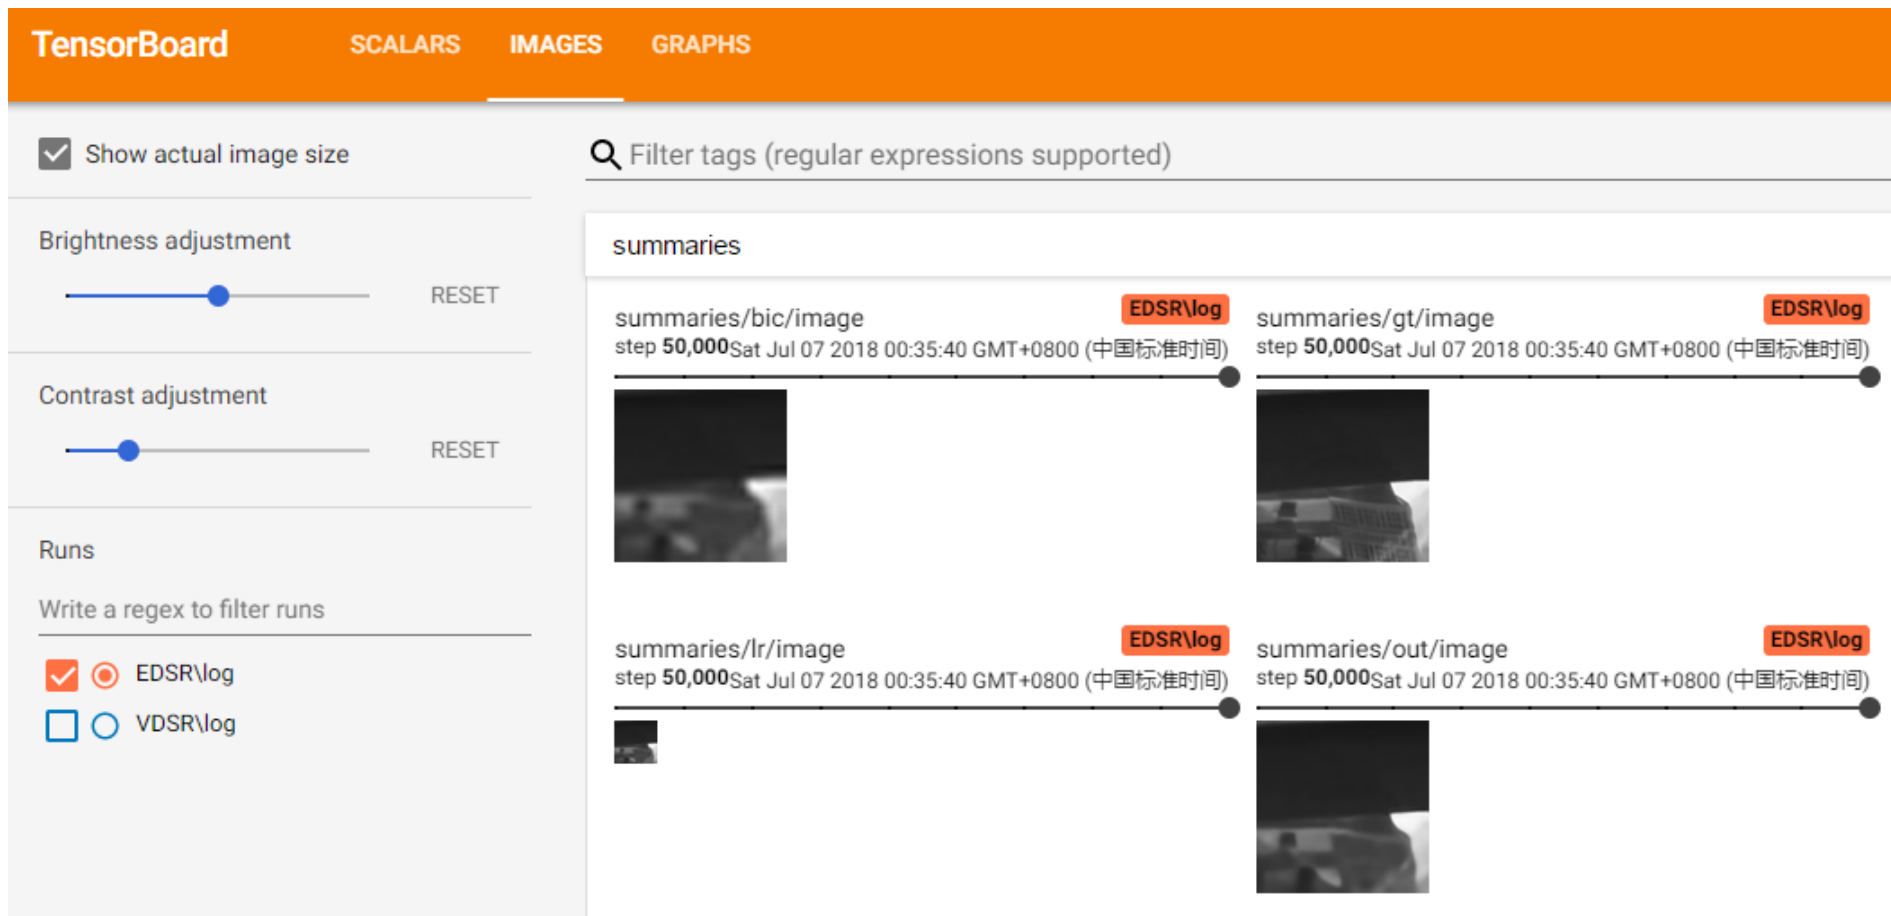 TensorBoard SCALARS IMAGES GRAPHS
Show actual image size
Brightness adjustment
RESET
Contrast adjustment
RESET
Runs
Write a regex to filter runs
EDSR\log
VDSR\log
Filter tags (regular expressions supported)
summaries
summaries/bic/image EDSR\log
step 50,000Sat Jul 07 2018 00:35:40 GMT+0800 (中国标准时间)
summaries/gt/image EDSR\log
step 50,000Sat Jul 07 2018 00:35:40 GMT+0800 (中国标准时间)
summaries/lr/image EDSR\log
step 50,000Sat Jul 07 2018 00:35:40 GMT+0800 (中国标准时间)
summaries/out/image EDSR\log
step 50,000Sat Jul 07 2018 00:35:40 GMT+0800 (中国标准时间)